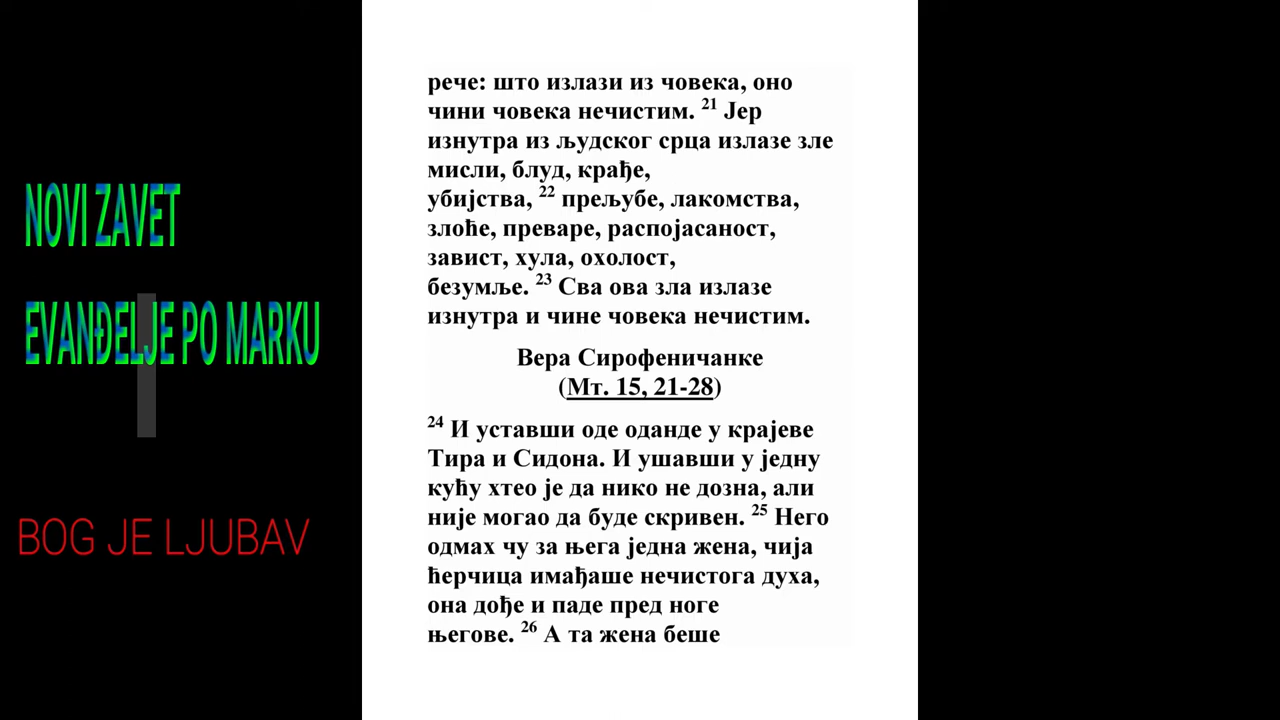 NOVI ZAVET
EVANĐELJE PO MARKU
BOG JE LJUBAV
рече: што излази из човека, оно
чини човека нечистим. 21 Јер
изнутра из људског срца излазе зле
мисли, блуд, крађе,
убијства, 22 прељубе, лакомства,
злоће, преваре, распојасаност,
завист, хула, охолост,
безумље. 23 Сва ова зла излазе
изнутра и чине човека нечистим.
Вера Сирофеничанке
(Мт. 15, 21-28)
24 И уставши оде оданде у крајеве
Тира и Сидона. И ушавши у једну
кућу хтео је да нико не дозна, али
није могао да буде скривен. 25 Него
одмах чу за њега једна жена, чија
ћерчица имађаше нечистога духа,
она дође и паде пред ноге
његове. 26 А та жена беше